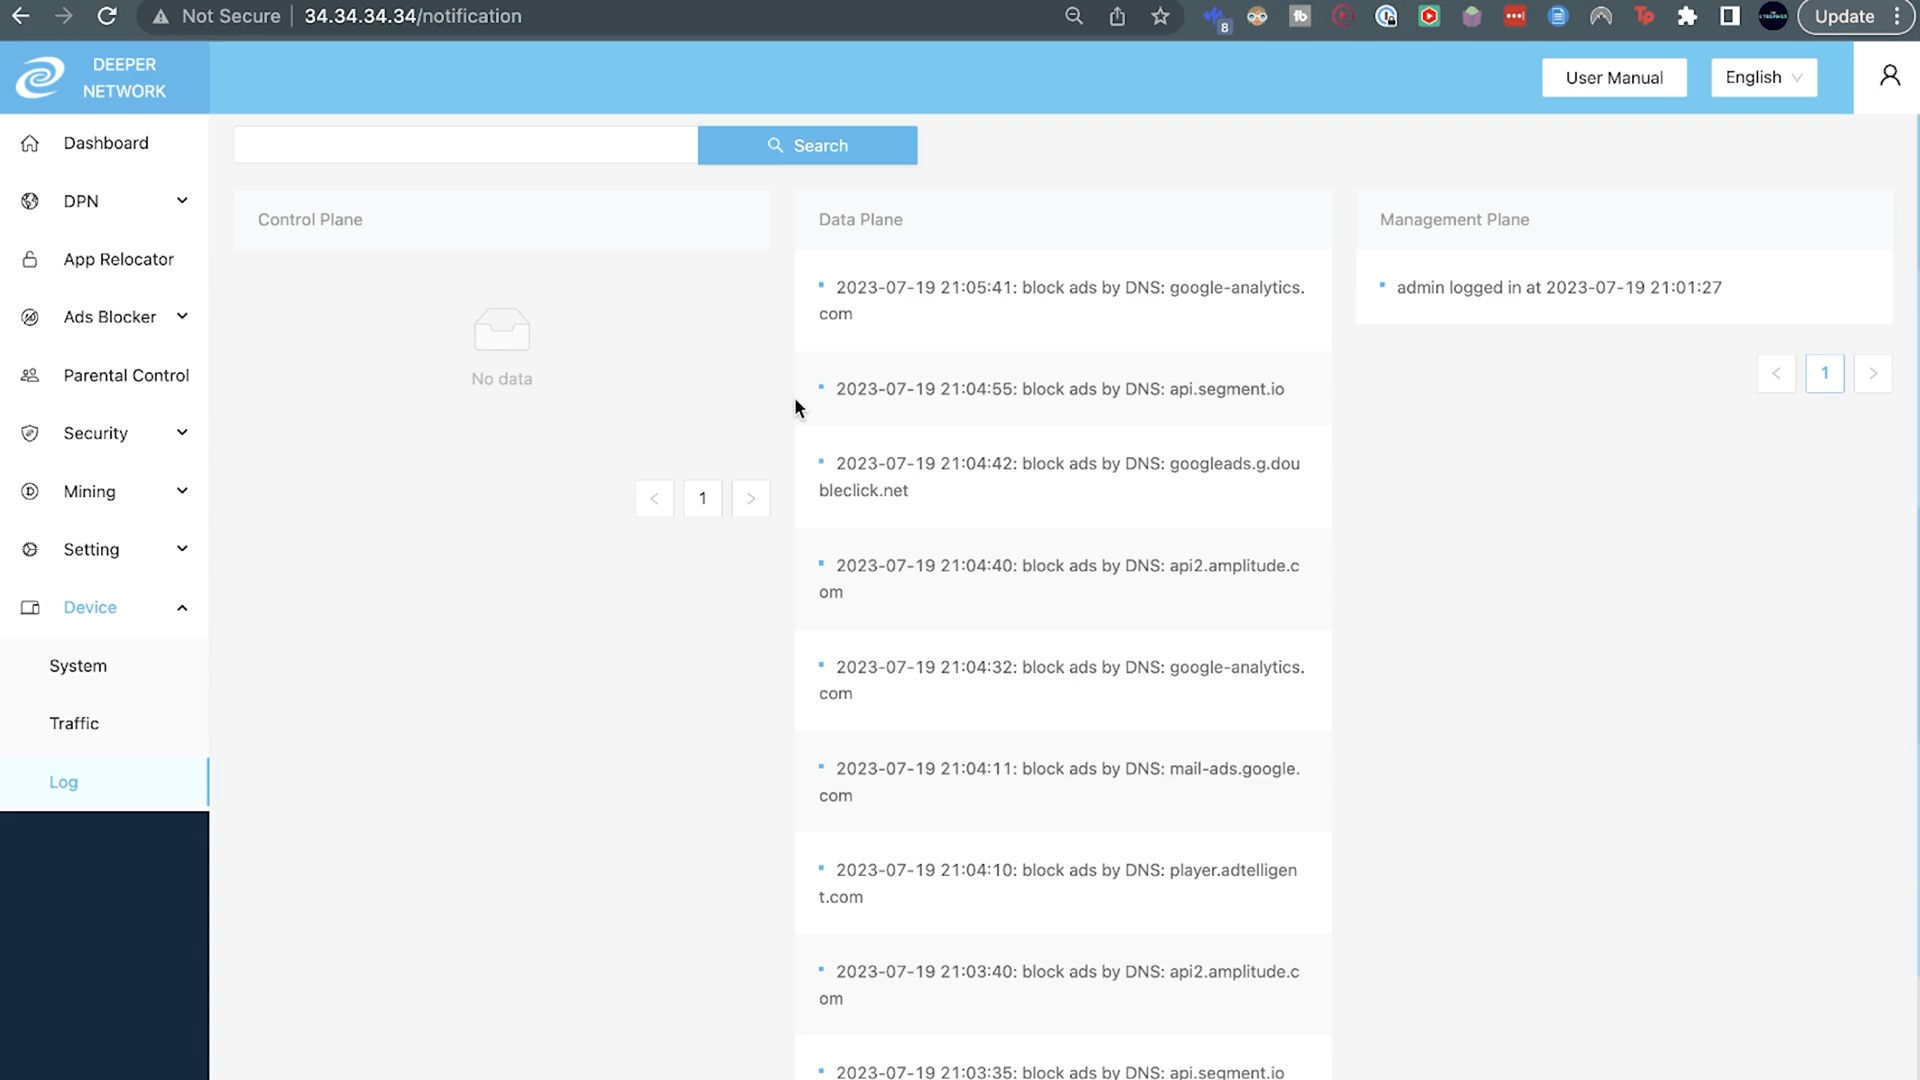 Not Secure
34.34.34.34/notification
8
tb
Tp
Update
DEEPER
NETWORK
User Manual
English
Dashboard
DPN
App Relocator
Ads Blocker
Parental Control
Security
Mining
Setting
Device
System
Traffic
Log
Search
Control Plane
No data
< 1 >
Data Plane
2023-07-19 21:05:41: block ads by DNS: google-analytics.
com
2023-07-19 21:04:55: block ads by DNS: api.segment.io
2023-07-19 21:04:42: block ads by DNS: googleads.g.dou
bleclick.net
2023-07-19 21:04:40: block ads by DNS: api2.amplitude.c
om
2023-07-19 21:04:32: block ads by DNS: google-analytics.
com
2023-07-19 21:04:11: block ads by DNS: mail-ads.google.
com
2023-07-19 21:04:10: block ads by DNS: player.adtelligen
t.com
2023-07-19 21:03:40: block ads by DNS: api2.amplitude.c
om
2023-07-19 21:03:35: block ads by DNS: api.segment.io
Management Plane
admin logged in at 2023-07-19 21:01:27
< 1 >